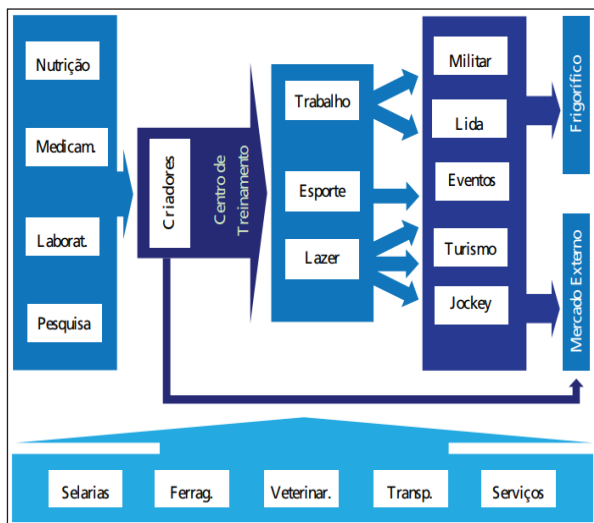 Nutrição
Medicam.
Laborat.
Pesquisa
Criadores
Centro de
Treinamento
Trabalho
Esporte
Lazer
Militar
Lida
Eventos
Turismo
Jockey
Frigorífico
Mercado Externo
Selarias
Ferrag.
Veterinar.
Transp.
Serviços